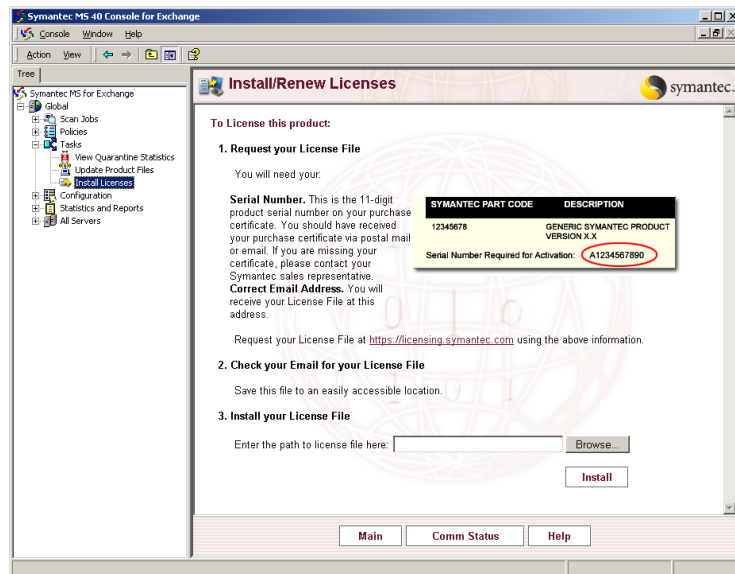 Symantec MS 40 Console for Exchange
Console Window Help
Action View
Tree
Symantec MS for Exchange
Global
Scan Jobs
Policies
Tasks
View Quarantine Statistics
Update Product Files
Install Licenses
Configuration
Statistics and Reports
All Servers
Install/Renew Licenses
symantec.
To License this product:
1. Request your License File
You will need your:
Serial Number. This is the 11-digit
product serial number on your purchase
certificate. You should have received
your purchase certificate via postal mail
or email. If you are missing your
certificate, please contact your
Symantec sales representative.
Correct Email Address. You will
receive your License File at this
address.
SYMANTEC PART CODE DESCRIPTION
12345678 GENERIC SYMANTEC PRODUCT
VERSION X.X
Serial Number Required for Activation: A1234567890
Request your License File at https://licensing.symantec.com using the above information.
2. Check your Email for your License File
Save this file to an easily accessible location.
3. Install your License File
Enter the path to license file here: Browse...
Install
Main Comm Status Help